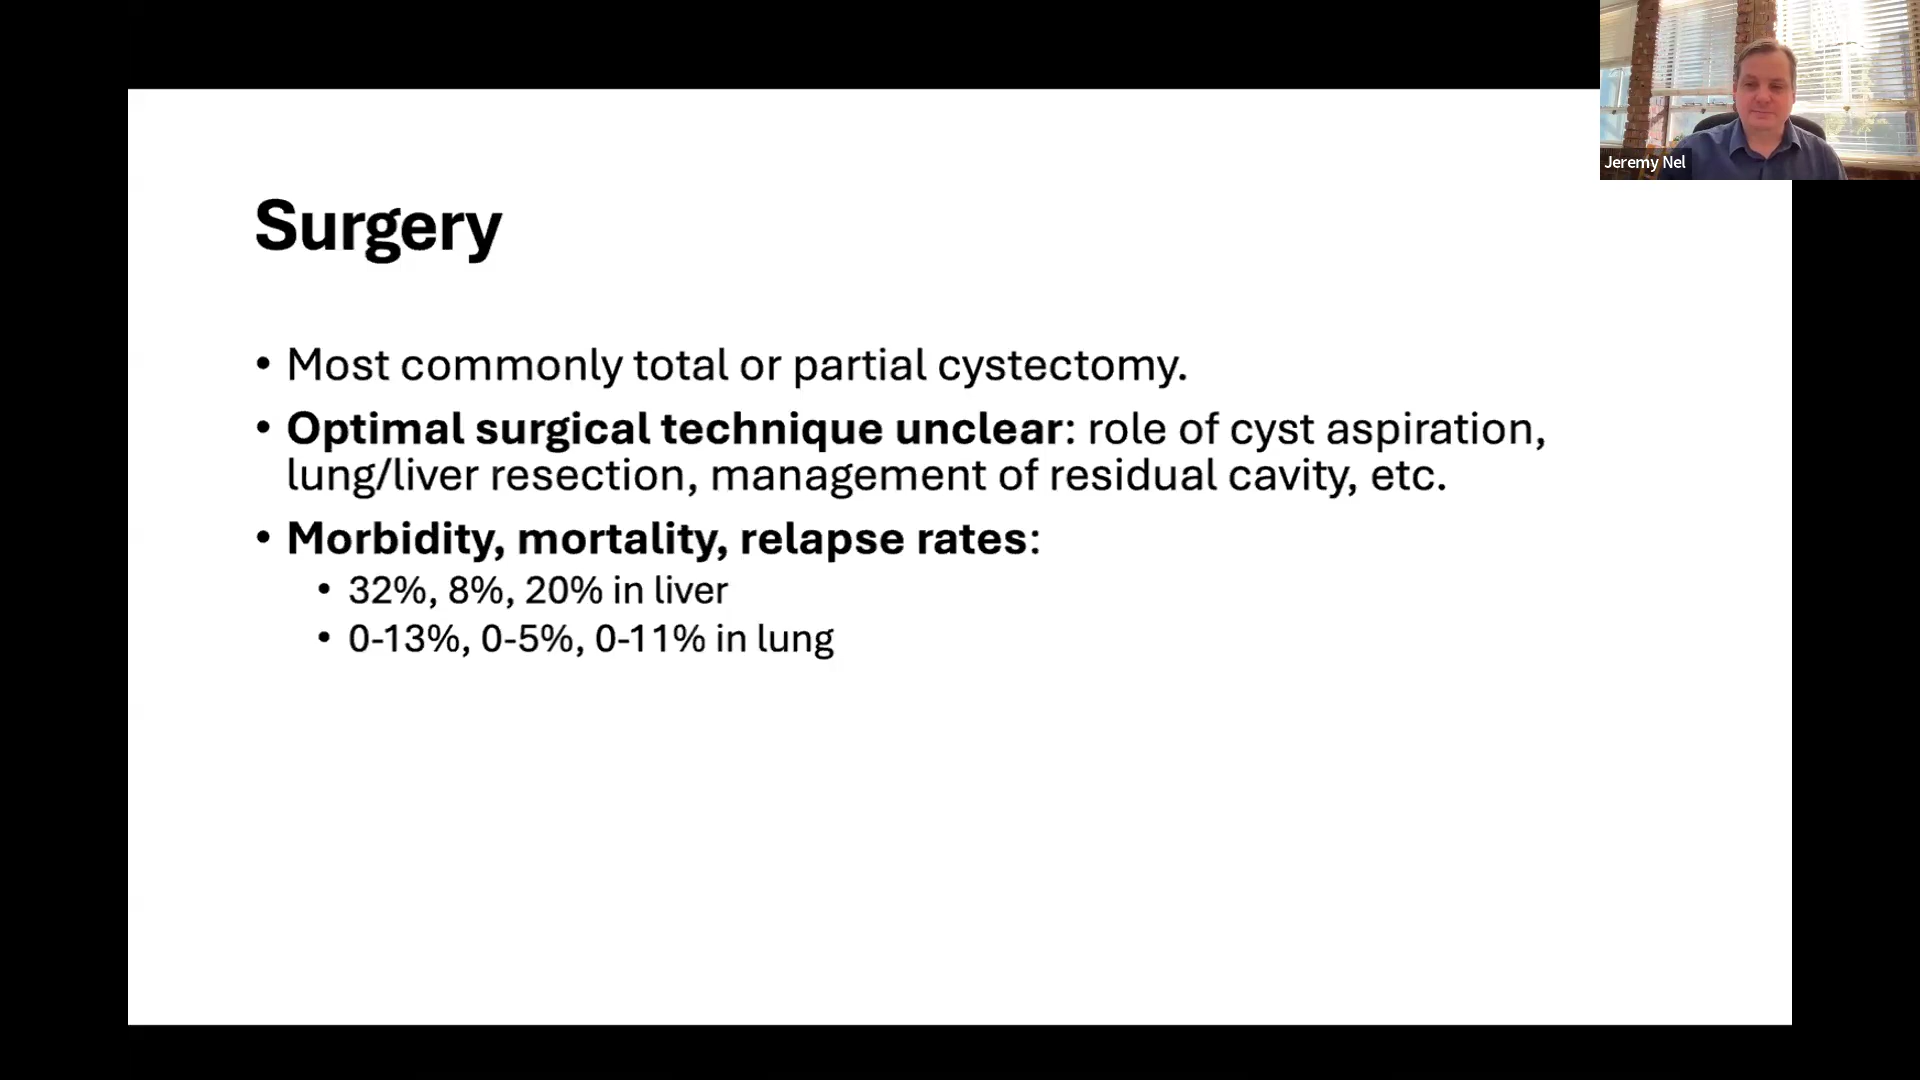 Jeremy Nel
Surgery
• Most commonly total or partial cystectomy.
• Optimal surgical technique unclear: role of cyst aspiration,
lung/liver resection, management of residual cavity, etc.
• Morbidity, mortality, relapse rates:
• 32%, 8%, 20% in liver
• 0-13%, 0-5%, 0-11% in lung